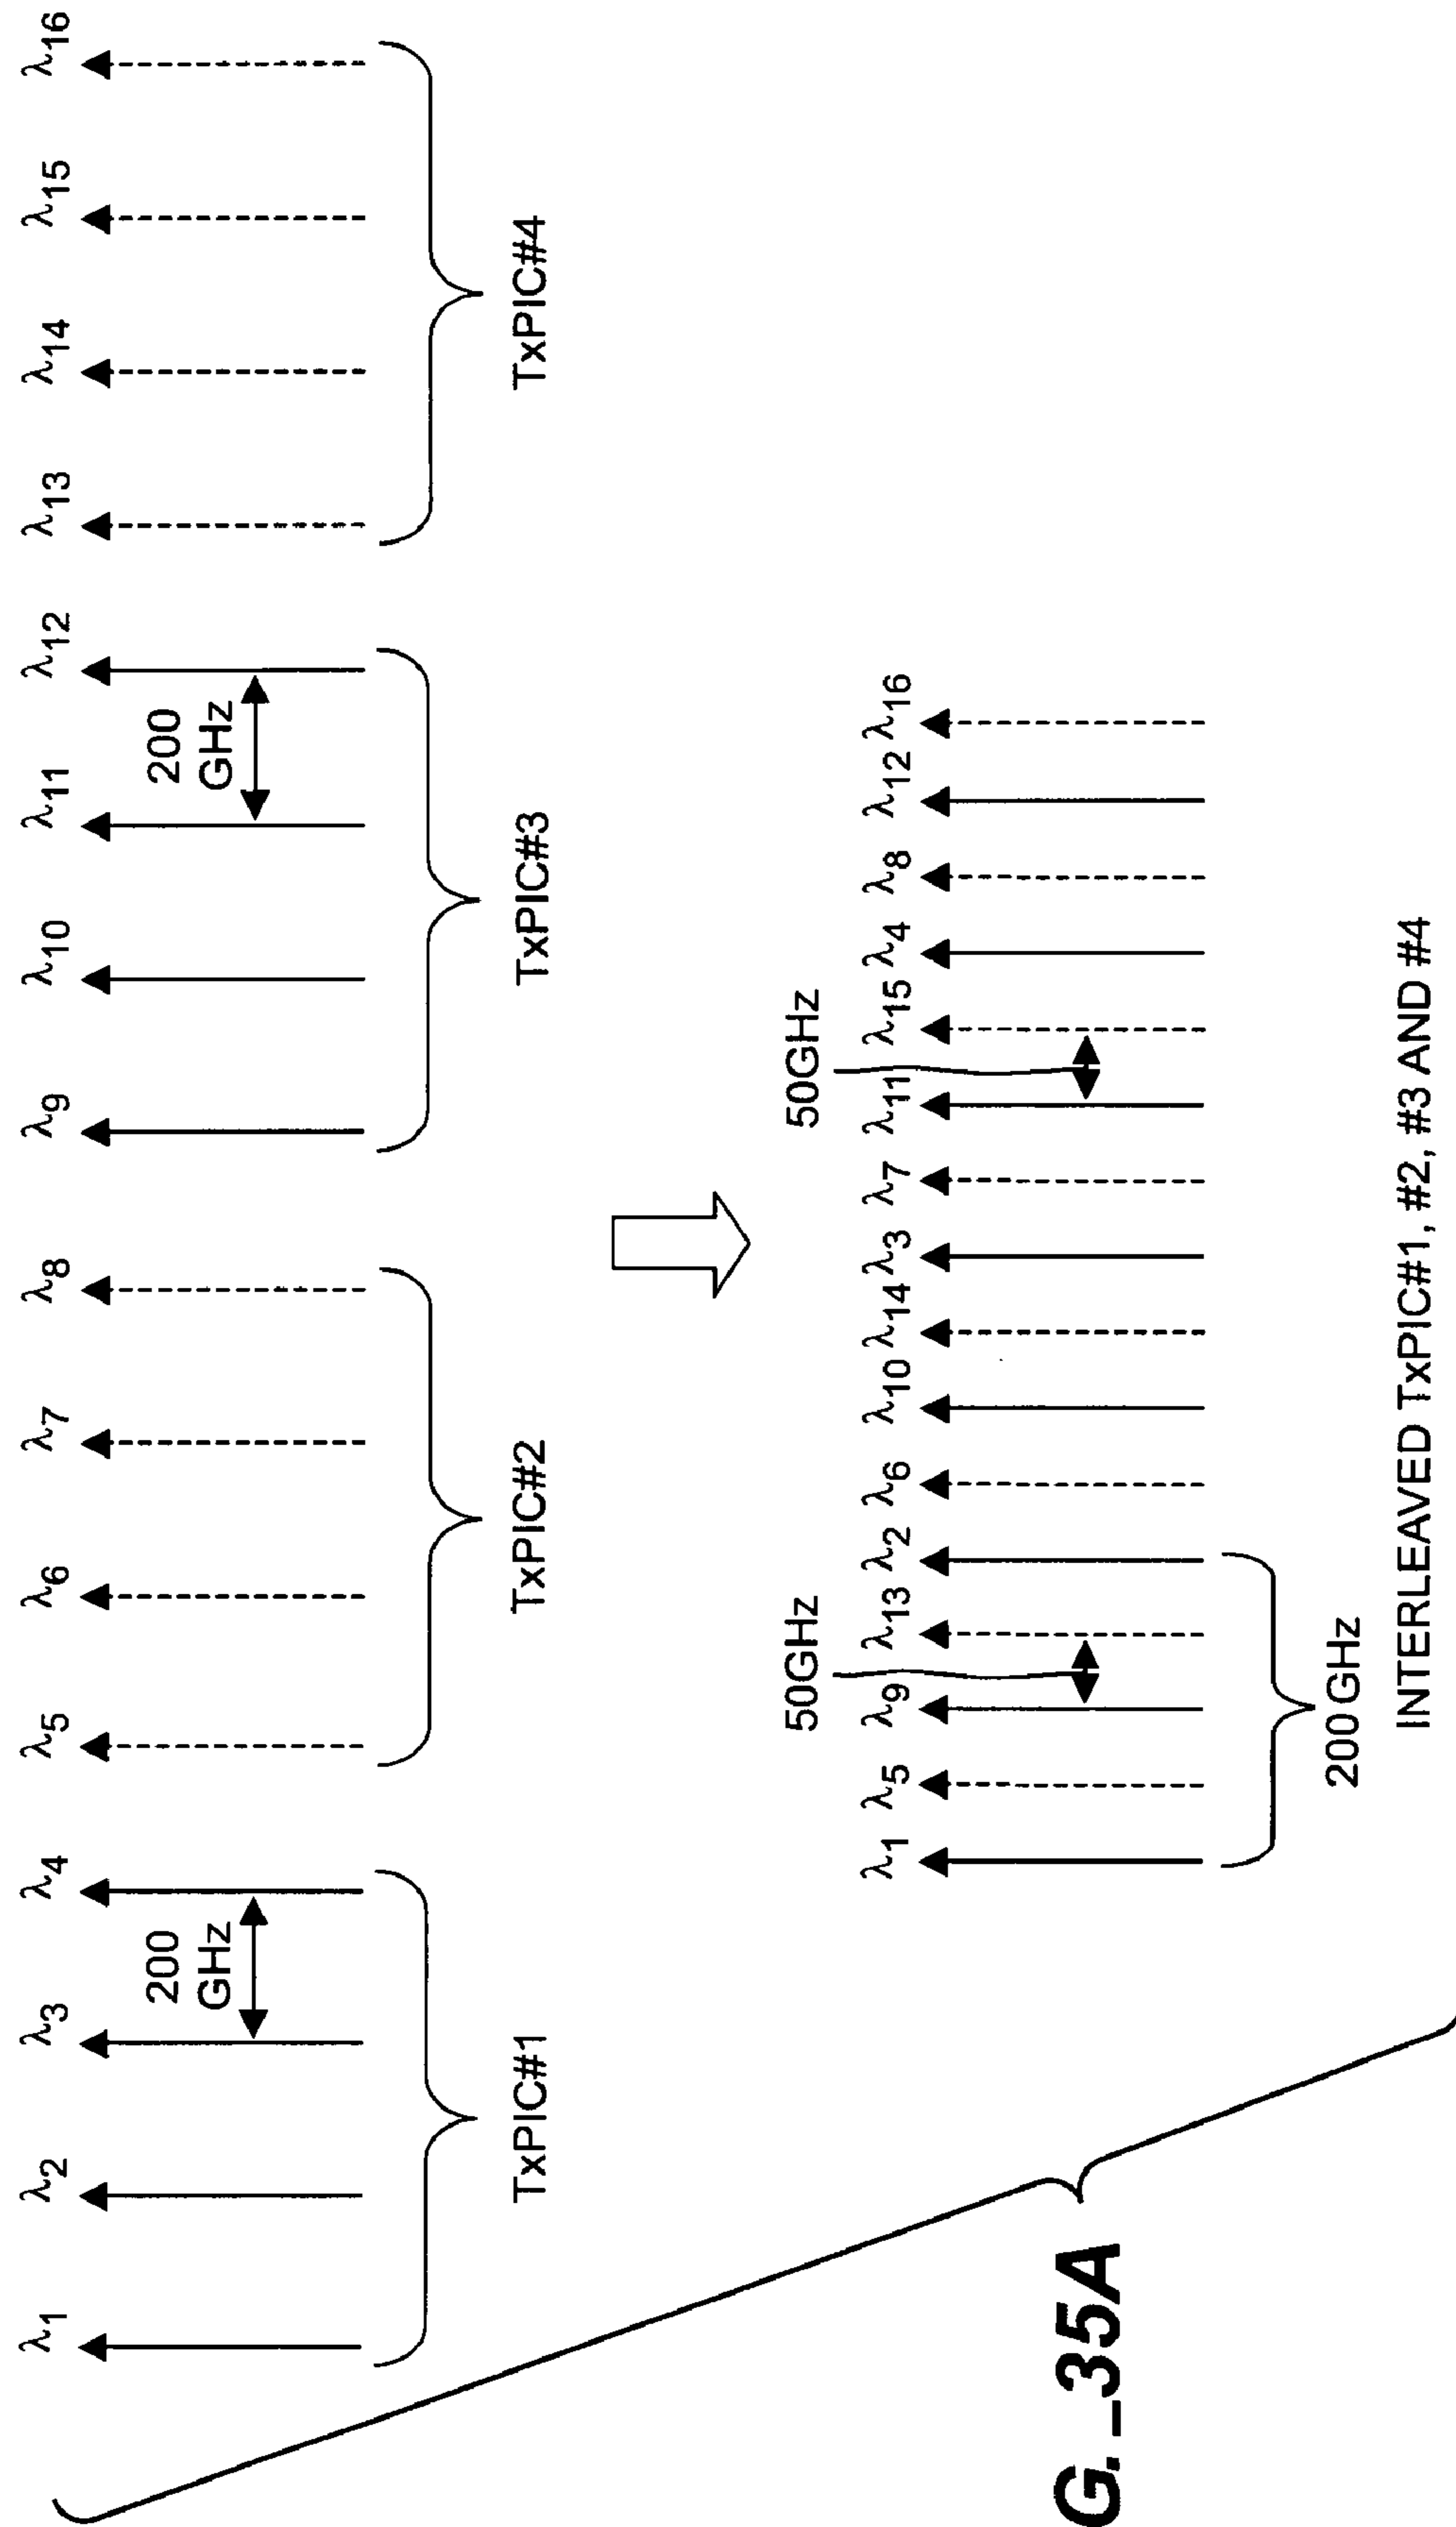 λ1 λ2 λ3 λ4 λ5 λ6 λ7 λ8 λ9 λ10 λ11 λ12 λ13 λ14 λ15 λ16
200 GHz
200 GHz
TxPIC#1 TxPIC#2 TxPIC#3 TxPIC#4
50GHz 50GHz
λ1 λ5 λ9 λ13 λ2 λ6 λ10 λ14 λ3 λ7 λ11 λ15 λ4 λ8 λ12 λ16
200GHz
INTERLEAVED TxPIC#1, #2, #3 AND #4
G._35A